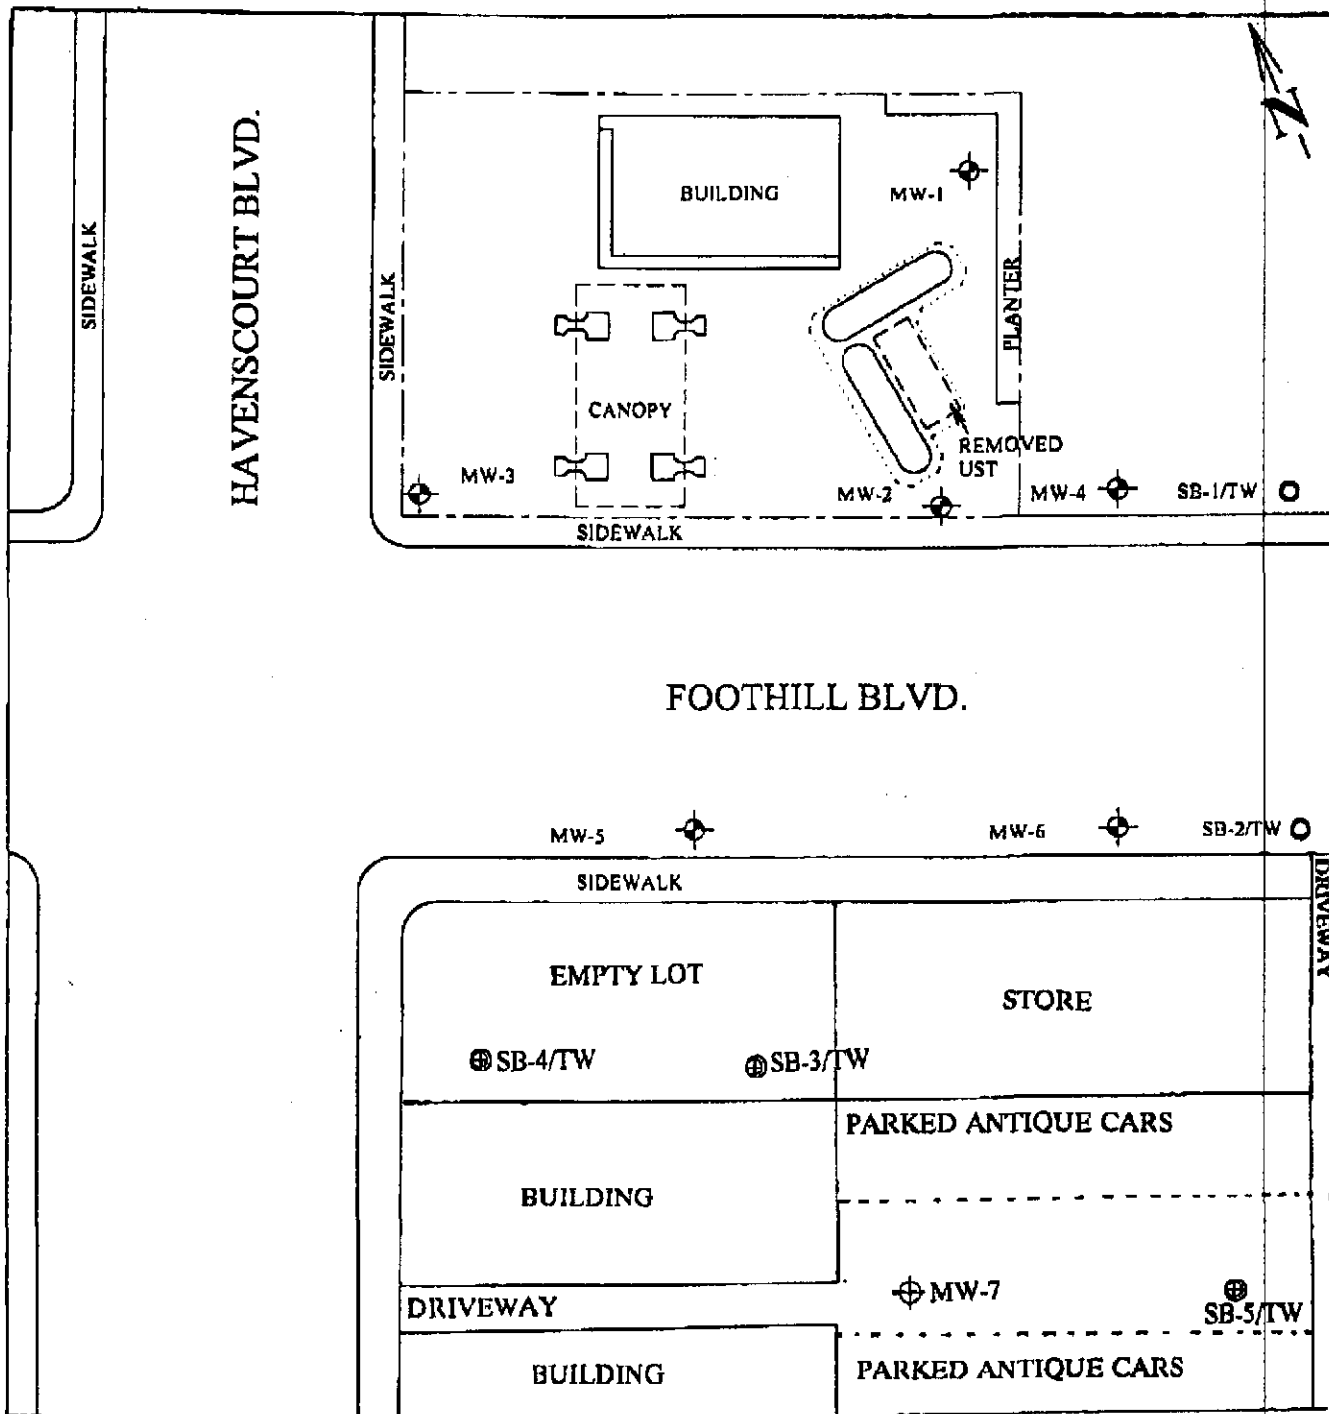 N
HAVENSCOURT BLVD.
SIDEWALK
SIDEWALK
BUILDING
MW-1
PLANTER
CANOPY
REMOVED
UST
MW-3
MW-2
MW-4
SB-1/TW
SIDEWALK
FOOTHILL BLVD.
MW-5
MW-6
SB-2/TW
SIDEWALK
DRIVEWAY
EMPTY LOT
STORE
SB-4/TW
SB-3/TW
PARKED ANTIQUE CARS
BUILDING
MW-7
DRIVEWAY
SB-5/TW
BUILDING
PARKED ANTIQUE CARS